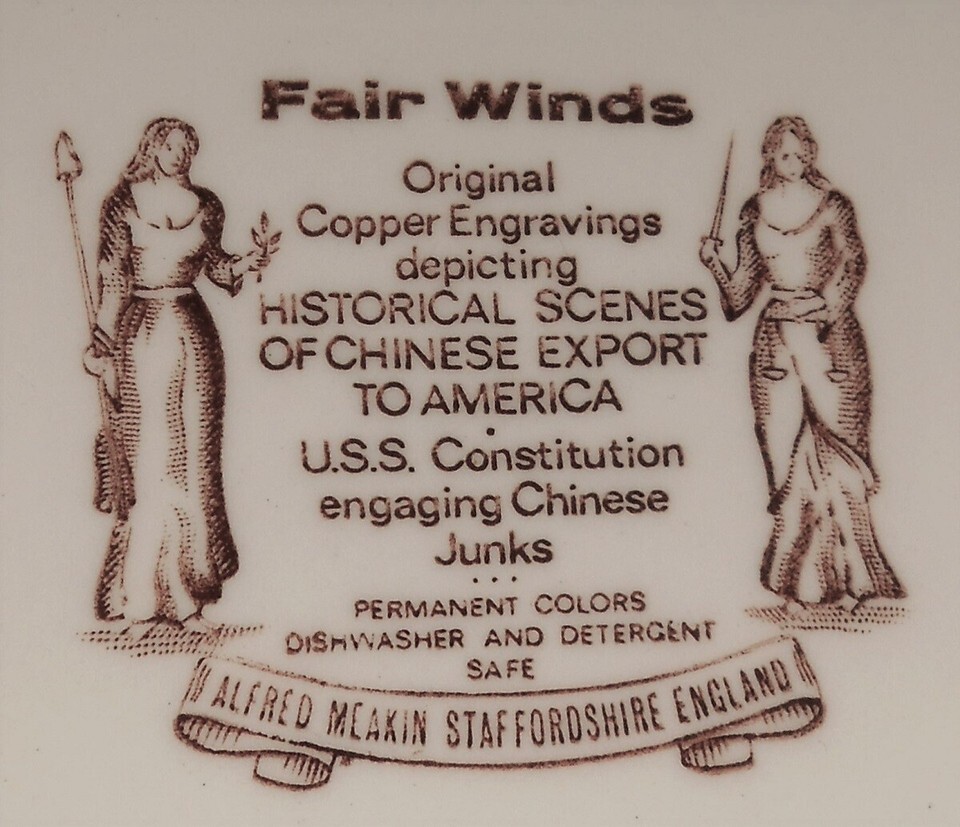 Fair Winds
Original
Copper Engravings
depicting
HISTORICAL SCENES
OF CHINESE EXPORT
TO AMERICA
U.S.S. Constitution
engaging Chinese
Junks
PERMANENT COLORS
DISHWASHER AND DETERGENT
SAFE
ALFRED MEAKIN STAFFORDSHIRE ENGLAND